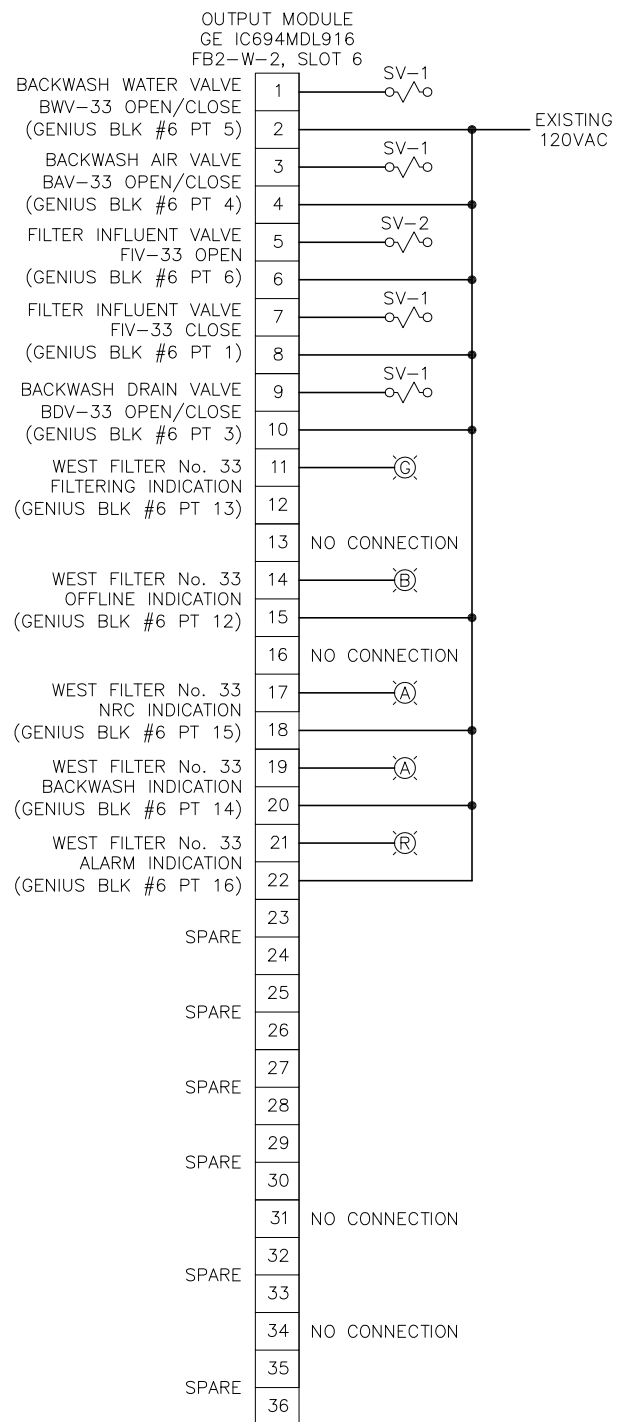 OUTPUT MODULE
GE IC694MDL916
FB2-W-2, SLOT 6
BACKWASH WATER VALVE
BWV-33 OPEN/CLOSE
(GENIUS BLK #6 PT 5)
1
SV-1
2
EXISTING
120VAC
BACKWASH AIR VALVE
BAV-33 OPEN/CLOSE
(GENIUS BLK #6 PT 4)
3
SV-1
4
FILTER INFLUENT VALVE
FIV-33 OPEN
(GENIUS BLK #6 PT 6)
5
SV-2
6
FILTER INFLUENT VALVE
FIV-33 CLOSE
(GENIUS BLK #6 PT 1)
7
SV-1
8
BACKWASH DRAIN VALVE
BDV-33 OPEN/CLOSE
(GENIUS BLK #6 PT 3)
9
SV-1
10
WEST FILTER No. 33
FILTERING INDICATION
(GENIUS BLK #6 PT 13)
11
G
12
13 NO CONNECTION
WEST FILTER No. 33
OFFLINE INDICATION
(GENIUS BLK #6 PT 12)
14
B
15
16 NO CONNECTION
WEST FILTER No. 33
NRC INDICATION
(GENIUS BLK #6 PT 15)
17
A
18
WEST FILTER No. 33
BACKWASH INDICATION
(GENIUS BLK #6 PT 14)
19
A
20
WEST FILTER No. 33
ALARM INDICATION
(GENIUS BLK #6 PT 16)
21
R
22
SPARE
23
24
SPARE
25
26
SPARE
27
28
SPARE
29
30
31 NO CONNECTION
SPARE
32
33
34 NO CONNECTION
SPARE
35
36